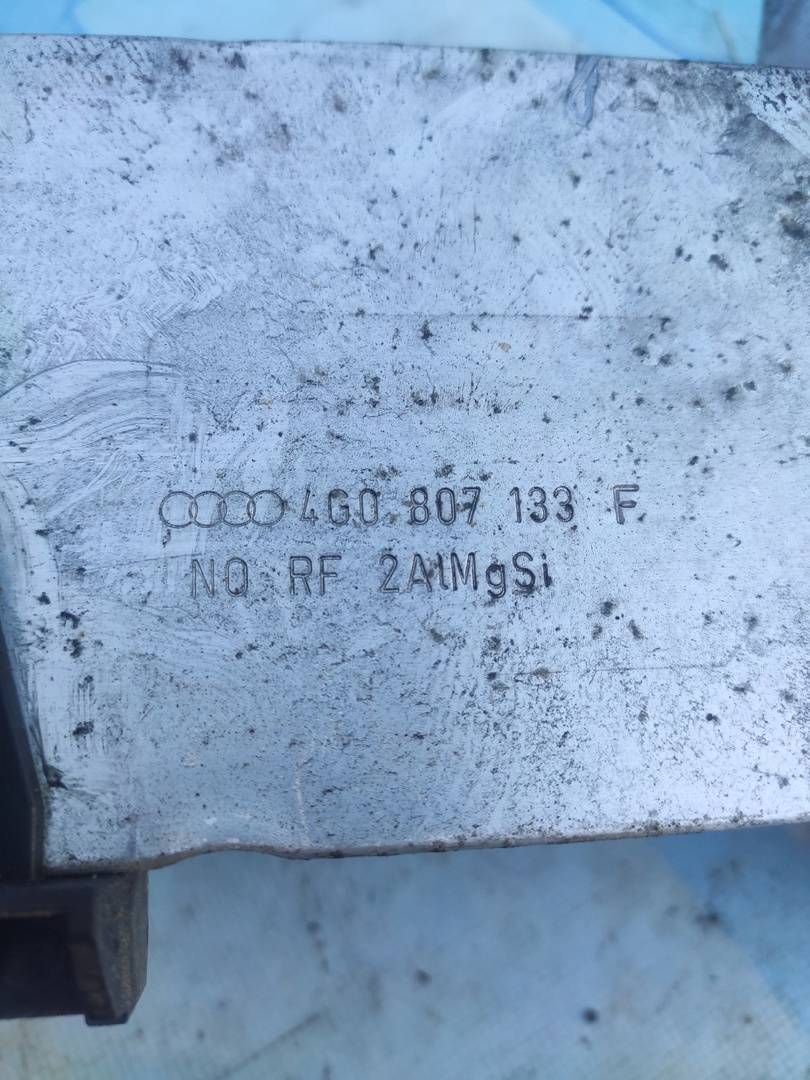 4G0.807 133 F
NO RF 2AlMgSi